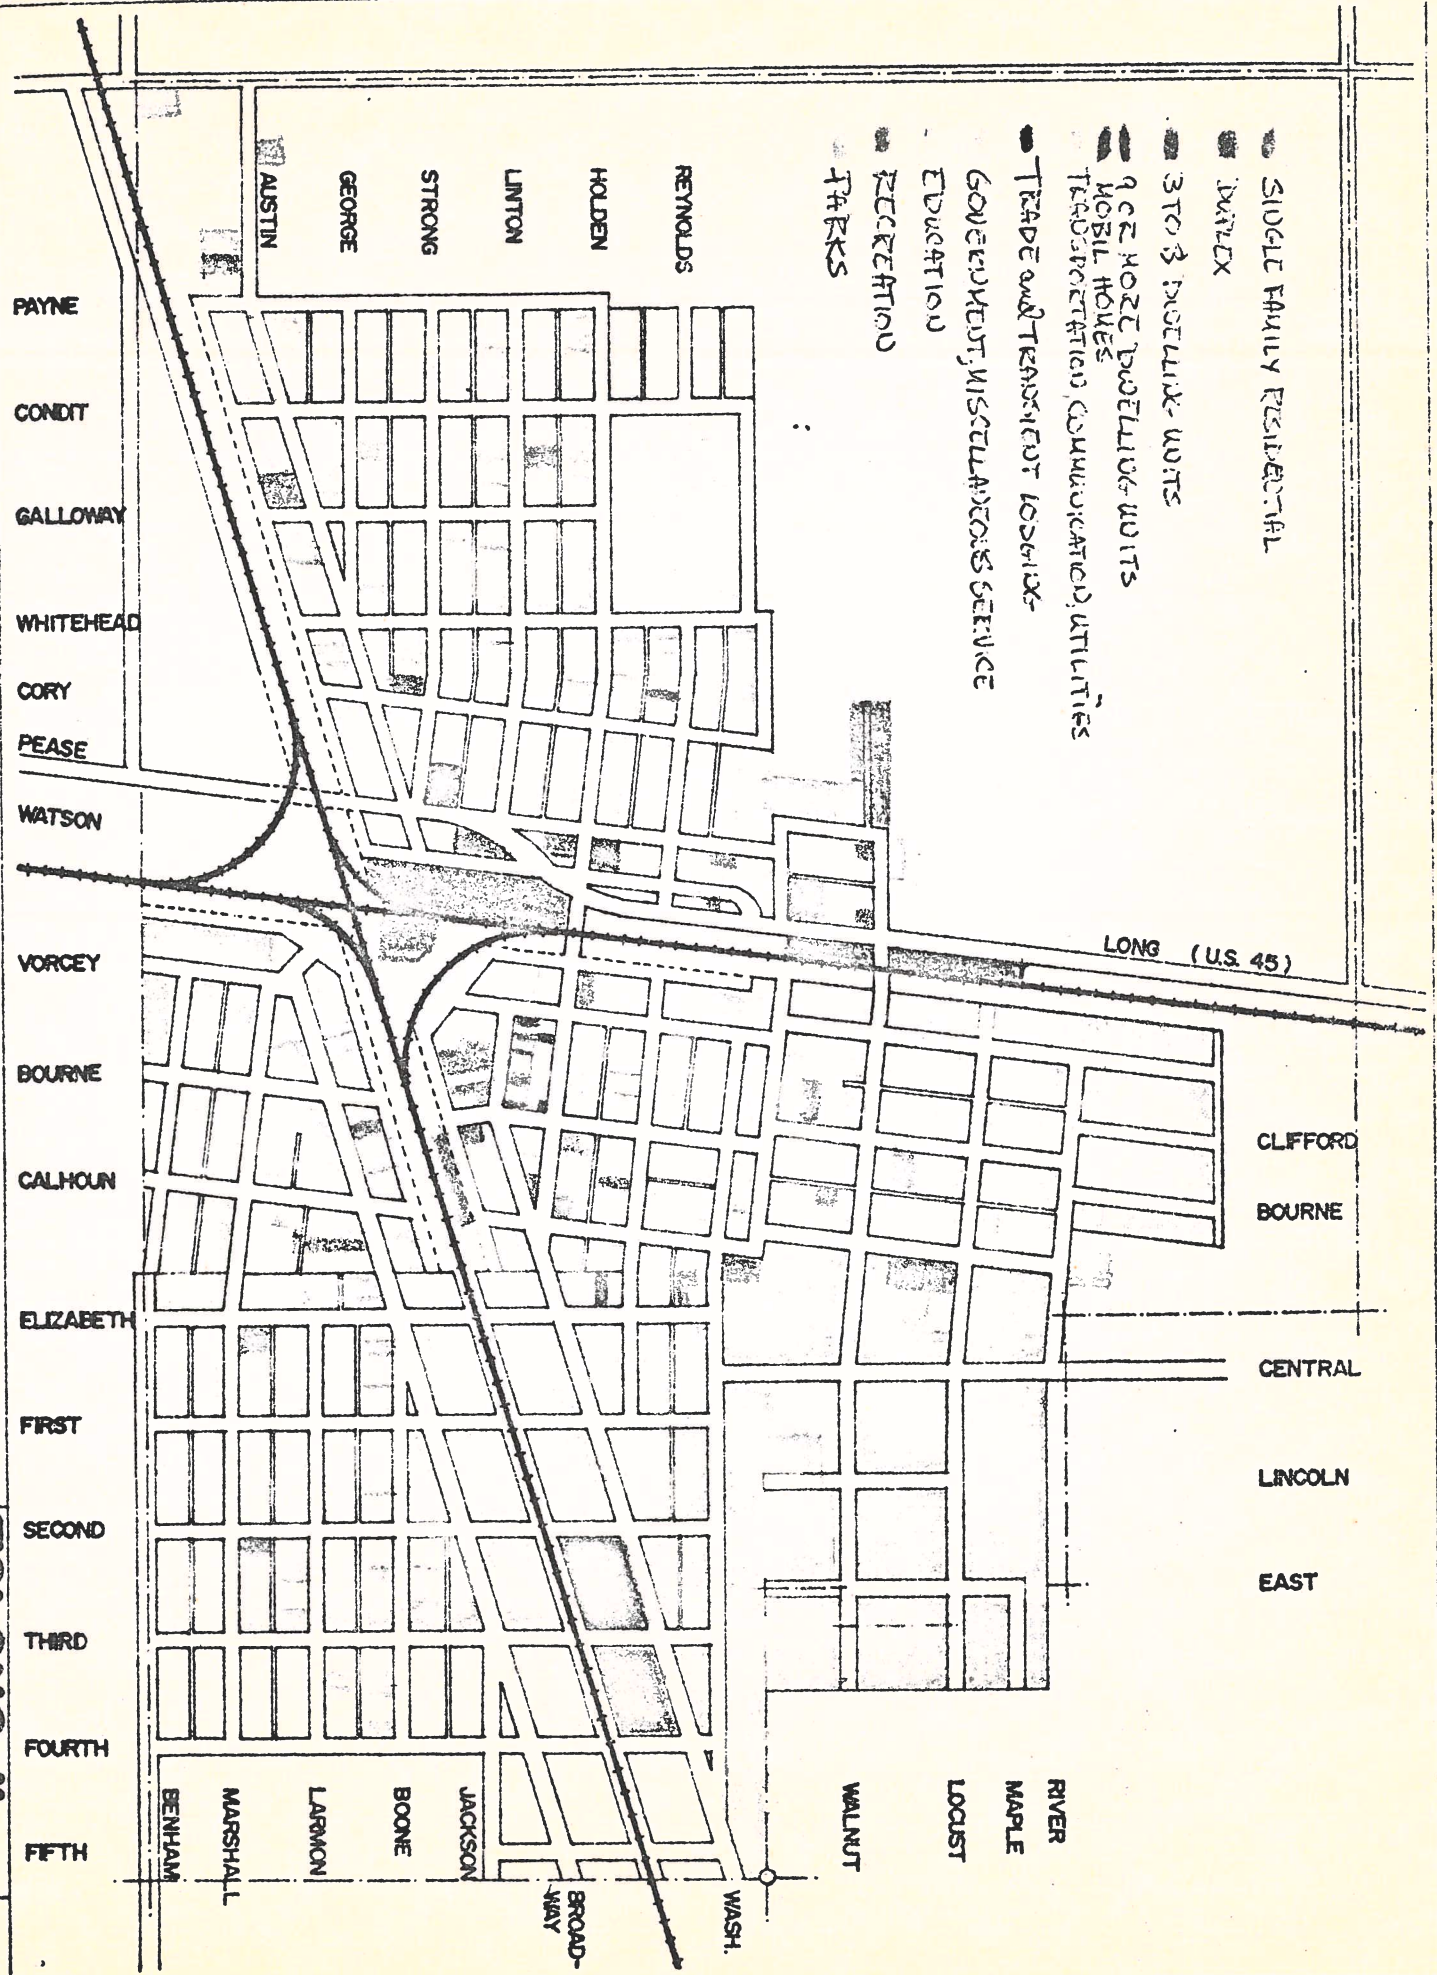 SINGLE FAMILY RESIDENTIAL
DUPLEX
3 TO 8 DWELLING UNITS
9 OR MORE DWELLING UNITS
MOBIL HOMES
TRANSPORTATION, COMMUNICATION, UTILITIES
TRADE and TRANSIENT LODGING
GOVERNMENT, MISCELLANEOUS SERVICE
EDUCATION
RECREATION
PARKS
REYNOLDS
HOLDEN
LINTON
STRONG
GEORGE
AUSTIN
PAYNE
CONDIT
GALLOWAY
WHITEHEAD
CORY
PEASE
WATSON
VORCEY
BOURNE
CALHOUN
ELIZABETH
FIRST
SECOND
THIRD
FOURTH
FIFTH
LONG (U.S. 45)
CLIFFORD
BOURNE
CENTRAL
LINCOLN
EAST
RIVER
MAPLE
LOCUST
WALNUT
WASH.
BROAD-
WAY
JACKSON
BOONE
LARMON
MARSHALL
BENHAM